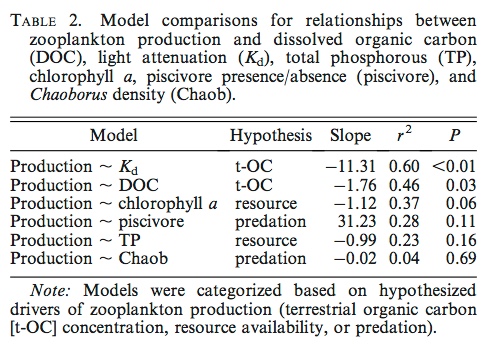 TABLE 2. Model comparisons for relationships between
zooplankton production and dissolved organic carbon
(DOC), light attenuation (Kd), total phosphorous (TP),
chlorophyll a, piscivore presence/absence (piscivore), and
Chaoborus density (Chaob).
Model Hypothesis Slope r² P
Production ~ Kd t-OC −11.31 0.60 <0.01
Production ~ DOC t-OC −1.76 0.46 0.03
Production ~ chlorophyll a resource −1.12 0.37 0.06
Production ~ piscivore predation 31.23 0.28 0.11
Production ~ TP resource −0.99 0.23 0.16
Production ~ Chaob predation −0.02 0.04 0.69
Note: Models were categorized based on hypothesized
drivers of zooplankton production (terrestrial organic carbon
[t-OC] concentration, resource availability, or predation).